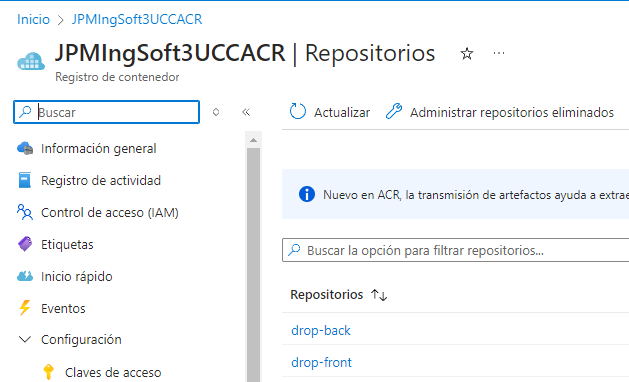 Inicio > JPMIngSoft3UCCACR
JPMIngSoft3UCCACR | Repositorios
Registro de contenedor
Buscar
Actualizar
Administrar repositorios eliminados
Información general
Registro de actividad
Control de acceso (IAM)
Etiquetas
Inicio rápido
Eventos
Configuración
Claves de acceso
Nuevo en ACR, la transmisión de artefactos ayuda a extrae
Buscar la opción para filtrar repositorios...
Repositorios
drop-back
drop-front